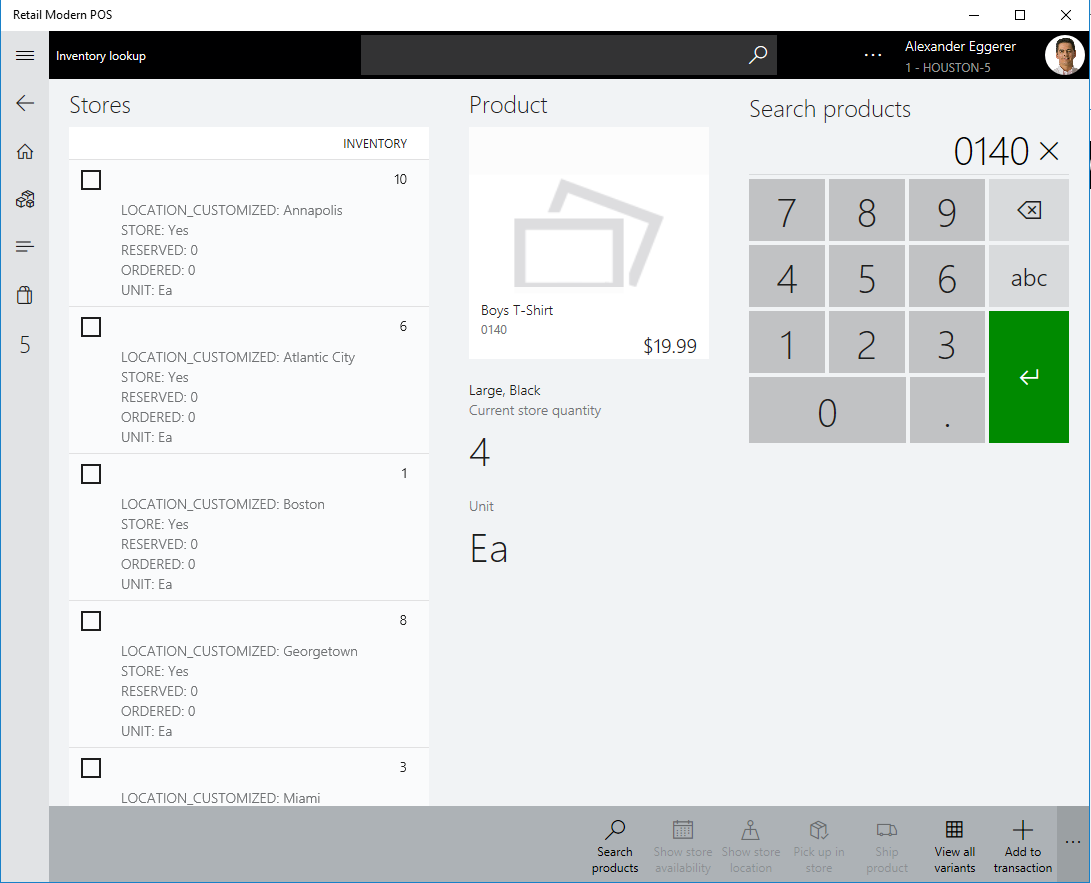 Retail Modern POS
Inventory lookup
Alexander Eggerer
1 - HOUSTON-5
5
Stores
INVENTORY
10
LOCATION_CUSTOMIZED: Annapolis
STORE: Yes
RESERVED: 0
ORDERED: 0
UNIT: Ea
6
LOCATION_CUSTOMIZED: Atlantic City
STORE: Yes
RESERVED: 0
ORDERED: 0
UNIT: Ea
1
LOCATION_CUSTOMIZED: Boston
STORE: Yes
RESERVED: 0
ORDERED: 0
UNIT: Ea
8
LOCATION_CUSTOMIZED: Georgetown
STORE: Yes
RESERVED: 0
ORDERED: 0
UNIT: Ea
3
LOCATION_CUSTOMIZED: Miami
Product
Boys T-Shirt
0140
$19.99
Large, Black
Current store quantity
4
Unit
Ea
Search products
0140
7 8 9
4 5 6 abc
1 2 3
0 .
Search products
Show store availability
Show store location
Pick up in store
Ship product
View all variants
Add to transaction